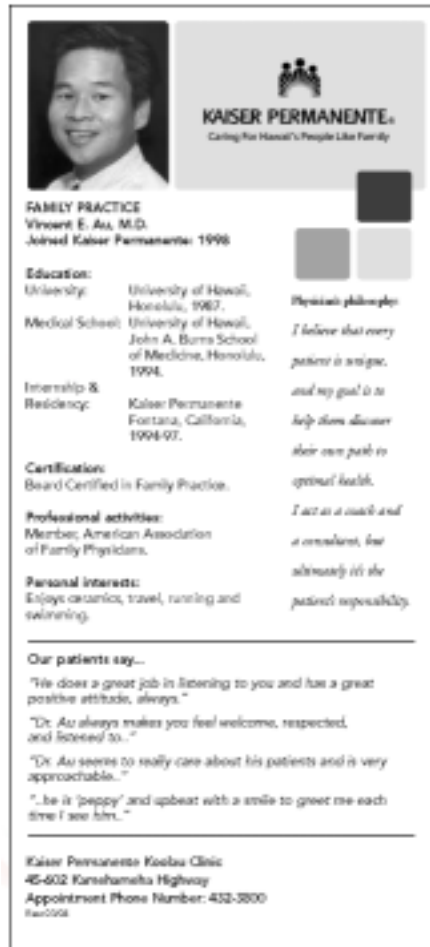 KAISER PERMANENTE®
Caring For Hawaii's People Like Family
FAMILY PRACTICE
Vincent E. Au, M.D.
Joined Kaiser Permanente: 1998
Education:
University: University of Hawaii,
Honolulu, 1987.
Medical School: University of Hawaii,
John A. Burns School
of Medicine, Honolulu,
1994.
Internship &
Residency: Kaiser Permanente
Fontana, California,
1994-97.
Certification:
Board Certified in Family Practice.
Professional activities:
Member, American Association
of Family Physicians.
Personal interests:
Enjoys ceramics, travel, running and
swimming.
Physician's philosophy:
I believe that every
patient is unique,
and my goal is to
help them discover
their own path to
optimal health.
I act as a coach and
a consultant, but
ultimately it's the
patient's responsibility.
Our patients say...
"He does a great job in listening to you and has a great
positive attitude, always."
"Dr. Au always makes you feel welcome, respected,
and listened to.."
"Dr. Au seems to really care about his patients and is very
approachable.."
"..he is 'peppy' and upbeat with a smile to greet me each
time I see him.."
Kaiser Permanente Koolau Clinic
45-602 Kamehameha Highway
Appointment Phone Number: 432-3800